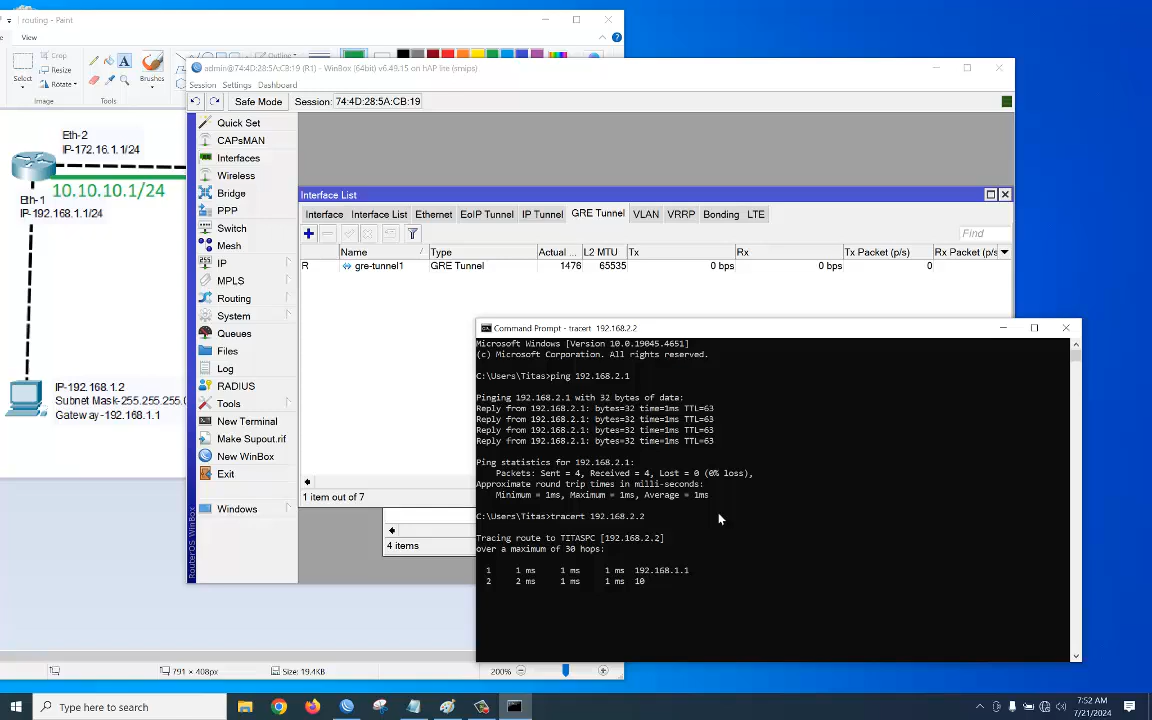 routing - Paint
View
Crop
Resize
Rotate
Select
Brushes
Image
Tools
Outline
Eth-2
IP-172.16.1.1/24
10.10.10.1/24
Eth-1
IP-192.168.1.1/24
IP-192.168.1.2
Subnet Mask-255.255.255.0
Gateway-192.168.1.1
791 × 408px
Size: 19.4KB
200%
admin@74:4D:28:5A:CB:19 (R1) - WinBox (64bit) v6.49.15 on hAP lite (smips)
Session Settings Dashboard
Safe Mode Session: 74:4D:28:5A:CB:19
Quick Set
CAPsMAN
Interfaces
Wireless
Bridge
PPP
Switch
Mesh
IP
MPLS
Routing
System
Queues
Files
Log
RADIUS
Tools
New Terminal
Make Supout.rif
New WinBox
Exit
Windows
RouterOS WinBox
Interface List
Interface Interface List Ethernet EoIP Tunnel IP Tunnel GRE Tunnel VLAN VRRP Bonding LTE
Find
Name Type Actual ... L2 MTU Tx Rx Tx Packet (p/s) Rx Packet (p/s
R gre-tunnel1 GRE Tunnel 1476 65535 0 bps 0 bps 0
1 item out of 7
4 items
Command Prompt - tracert 192.168.2.2
Microsoft Windows [Version 10.0.19045.4651]
(c) Microsoft Corporation. All rights reserved.
C:\Users\Titas>ping 192.168.2.1
Pinging 192.168.2.1 with 32 bytes of data:
Reply from 192.168.2.1: bytes=32 time=1ms TTL=63
Reply from 192.168.2.1: bytes=32 time=1ms TTL=63
Reply from 192.168.2.1: bytes=32 time=1ms TTL=63
Reply from 192.168.2.1: bytes=32 time=1ms TTL=63
Ping statistics for 192.168.2.1:
Packets: Sent = 4, Received = 4, Lost = 0 (0% loss),
Approximate round trip times in milli-seconds:
Minimum = 1ms, Maximum = 1ms, Average = 1ms
C:\Users\Titas>tracert 192.168.2.2
Tracing route to TITASPC [192.168.2.2]
over a maximum of 30 hops:
1 1 ms 1 ms 1 ms 192.168.1.1
2 2 ms 1 ms 1 ms 10
Type here to search
7:52 AM
7/21/2024